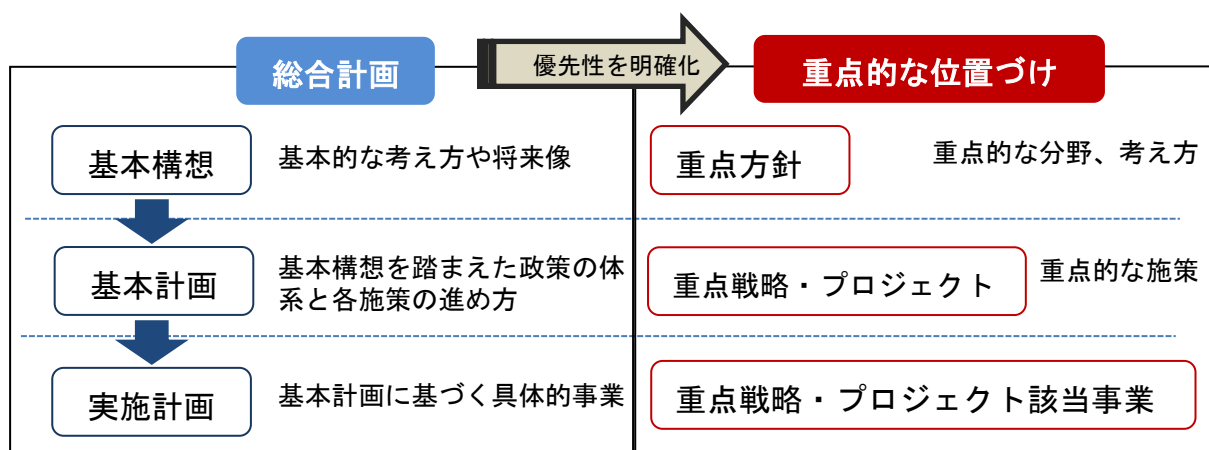 総合計画
優先性を明確化
重点的な位置づけ
基本構想
基本的な考え方や将来像
重点方針
重点的な分野、考え方
基本計画
基本構想を踏まえた政策の体
系と各施策の進め方
重点戦略・プロジェクト
重点的な施策
実施計画
基本計画に基づく具体的事業
重点戦略・プロジェクト該当事業